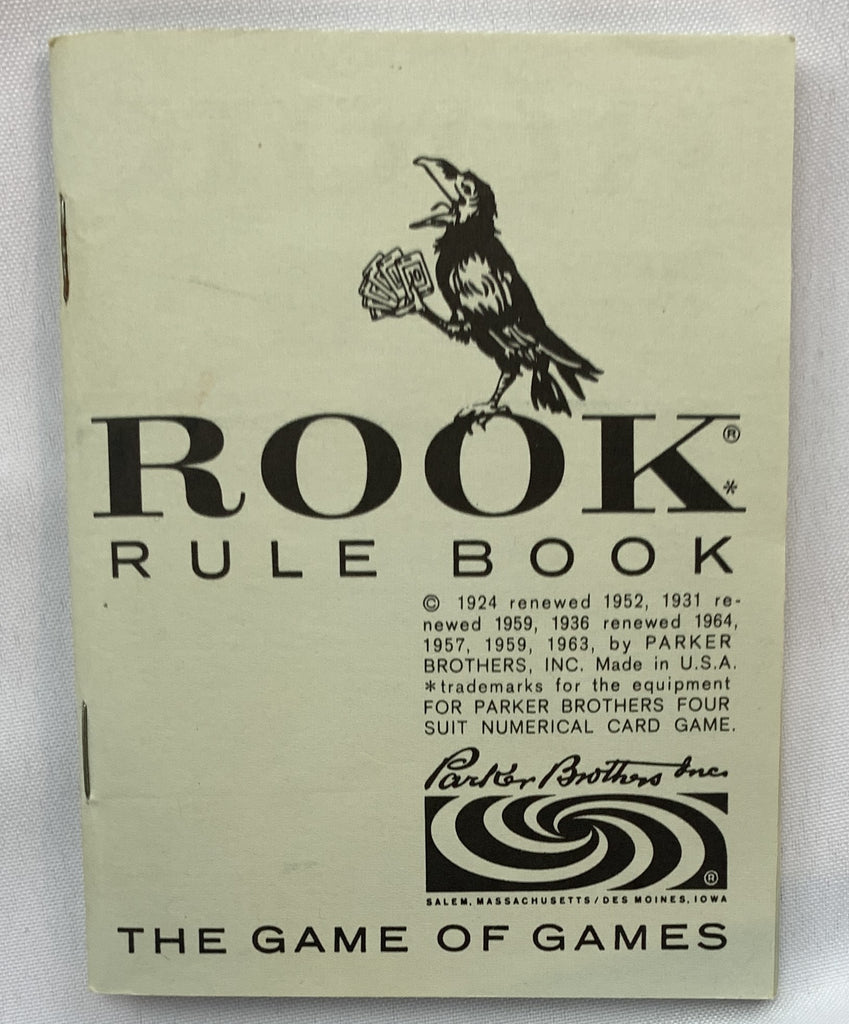 10
ROOK®*
RULE BOOK
© 1924 renewed 1952, 1931 re-
newed 1959, 1936 renewed 1964,
1957, 1959, 1963, by PARKER
BROTHERS, INC. Made in U.S.A.
*trademarks for the equipment
FOR PARKER BROTHERS FOUR
SUIT NUMERICAL CARD GAME.
Parker Brothers Inc.
®
SALEM, MASSACHUSETTS / DES MOINES, IOWA
THE GAME OF GAMES